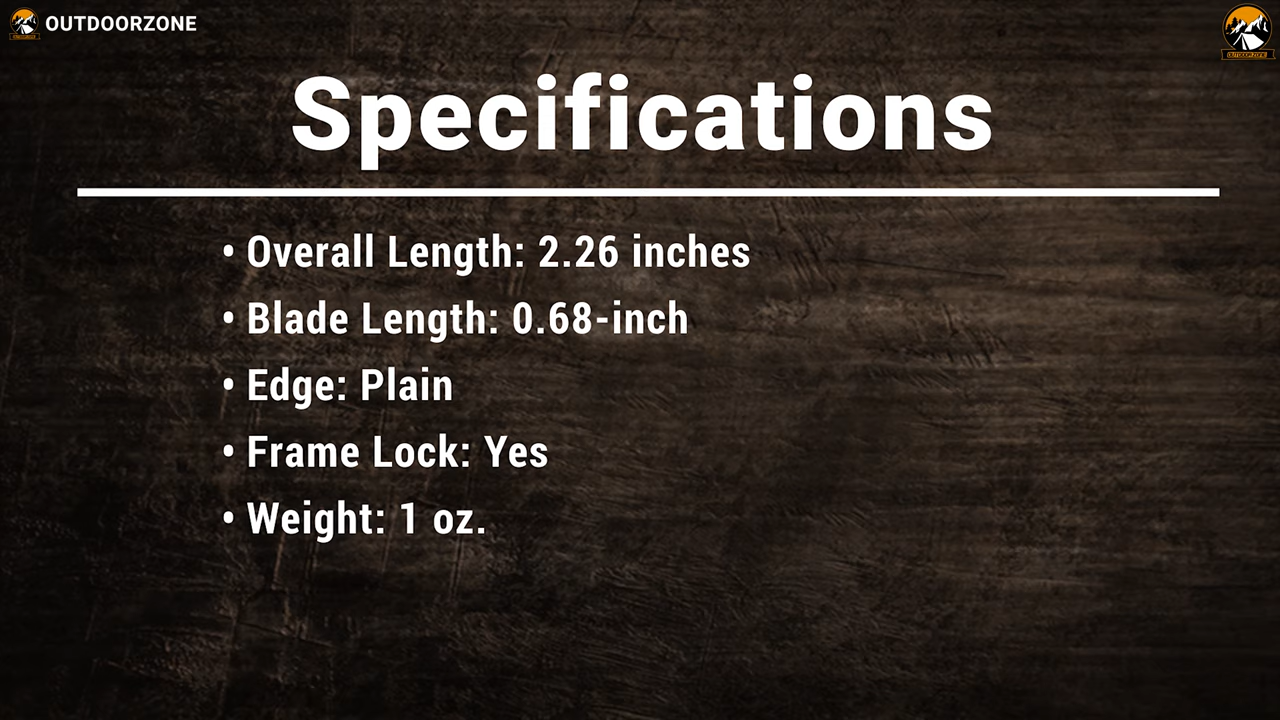 OUTDOORZONE
OUTDOORZONE
Specifications
• Overall Length: 2.26 inches
• Blade Length: 0.68-inch
• Edge: Plain
• Frame Lock: Yes
• Weight: 1 oz.